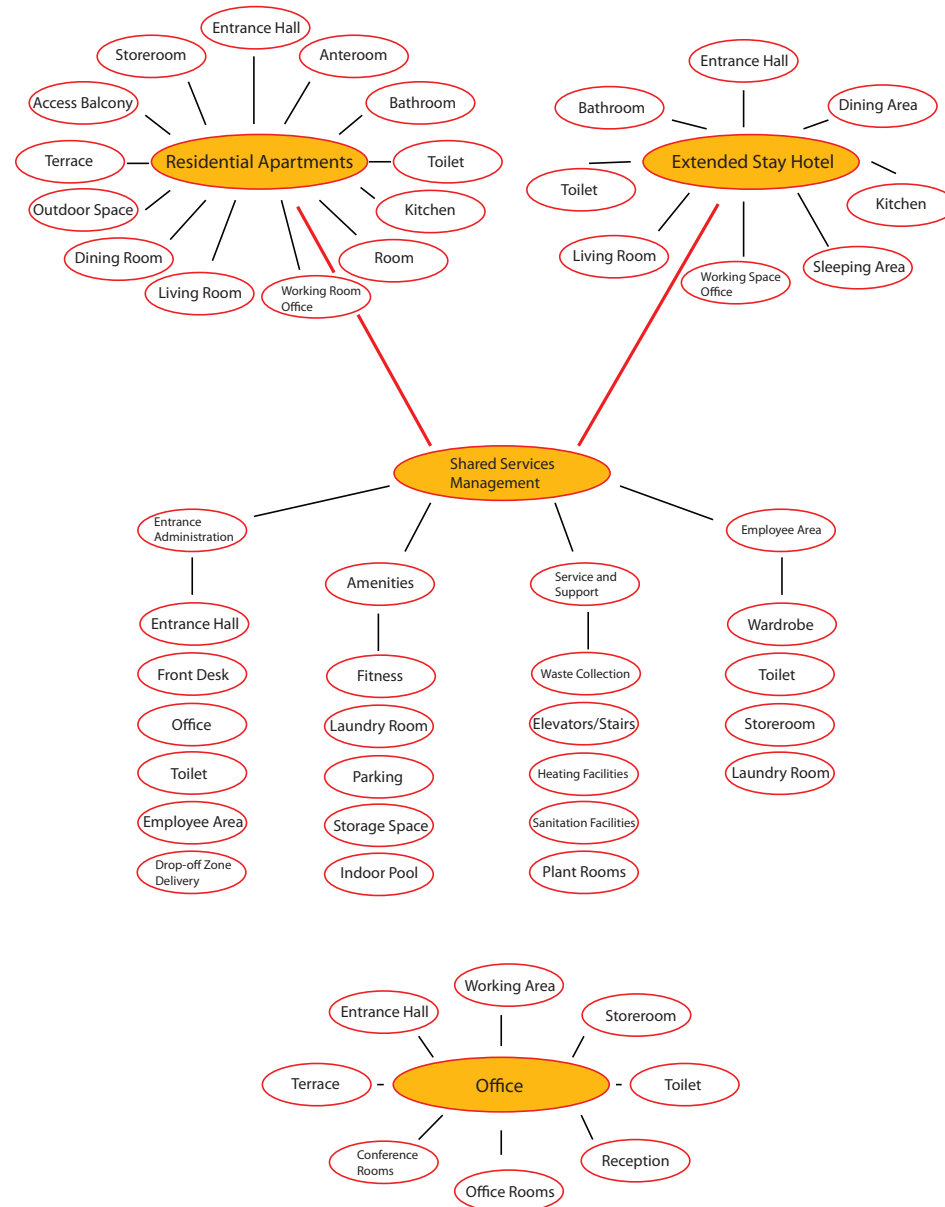 Entrance Hall
Storeroom
Anteroom
Access Balcony
Bathroom
Terrace
Residential Apartments
Toilet
Outdoor Space
Kitchen
Dining Room
Room
Living Room
Working Room
Office
Entrance Hall
Bathroom
Dining Area
Extended Stay Hotel
Toilet
Kitchen
Living Room
Sleeping Area
Working Space
Office
Shared Services
Management
Entrance
Administration
Entrance Hall
Front Desk
Office
Toilet
Employee Area
Drop-off Zone
Delivery
Amenities
Fitness
Laundry Room
Parking
Storage Space
Indoor Pool
Service and
Support
Waste Collection
Elevators/Stairs
Heating Facilities
Sanitation Facilities
Plant Rooms
Employee Area
Wardrobe
Toilet
Storeroom
Laundry Room
Working Area
Entrance Hall
Storeroom
Terrace
Office
Toilet
Conference
Rooms
Reception
Office Rooms